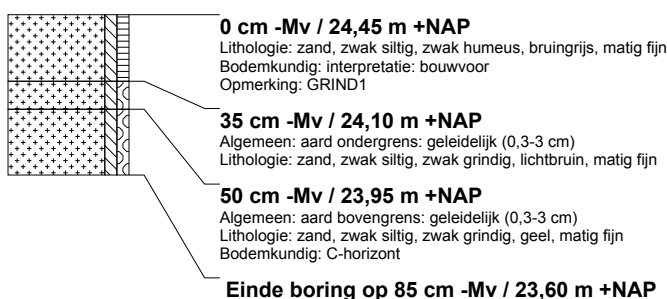 0 cm -Mv / 24,45 m +NAP
Lithologie: zand, zwak siltig, zwak humeus, bruingrijs, matig fijn
Bodemkundig: interpretatie: bouwvoor
Opmerking: GRIND1
35 cm -Mv / 24,10 m +NAP
Algemeen: aard ondergrens: geleidelijk (0,3-3 cm)
Lithologie: zand, zwak siltig, zwak grindig, lichtbruin, matig fijn
50 cm -Mv / 23,95 m +NAP
Algemeen: aard bovengrens: geleidelijk (0,3-3 cm)
Lithologie: zand, zwak siltig, zwak grindig, geel, matig fijn
Bodemkundig: C-horizont
Einde boring op 85 cm -Mv / 23,60 m +NAP